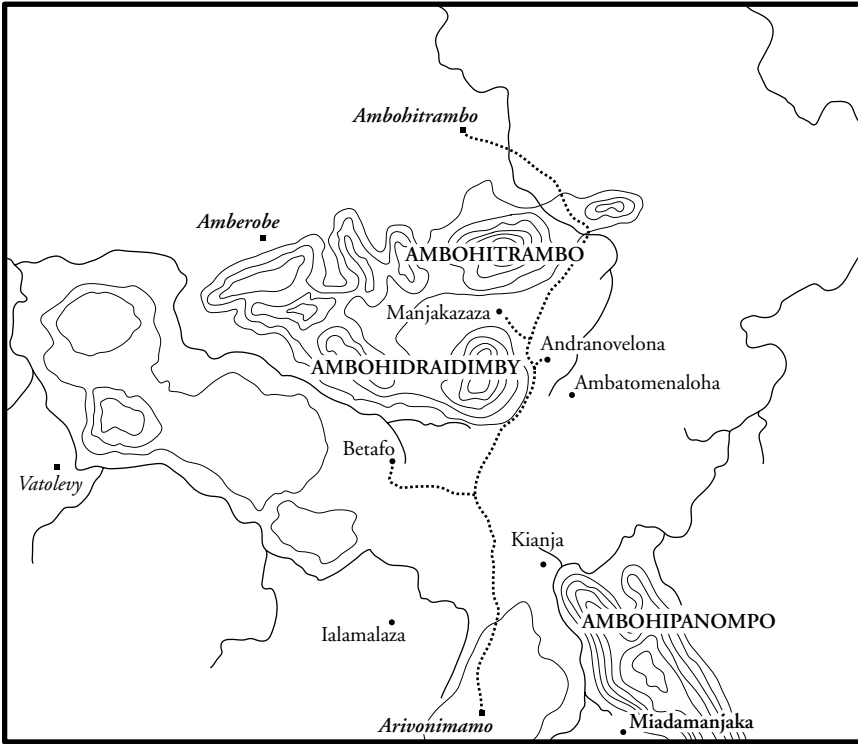 Ambohitrambo
Amberobe
AMBOHITRAMBO
Manjakazaza
Andranovelona
AMBOHIDRAIDIMBY
Ambatomenaloha
Betafo
Vatolevy
Kianja
Ialamalaza
AMBOHIPANOMPO
Arivonimamo
Miadamanjaka